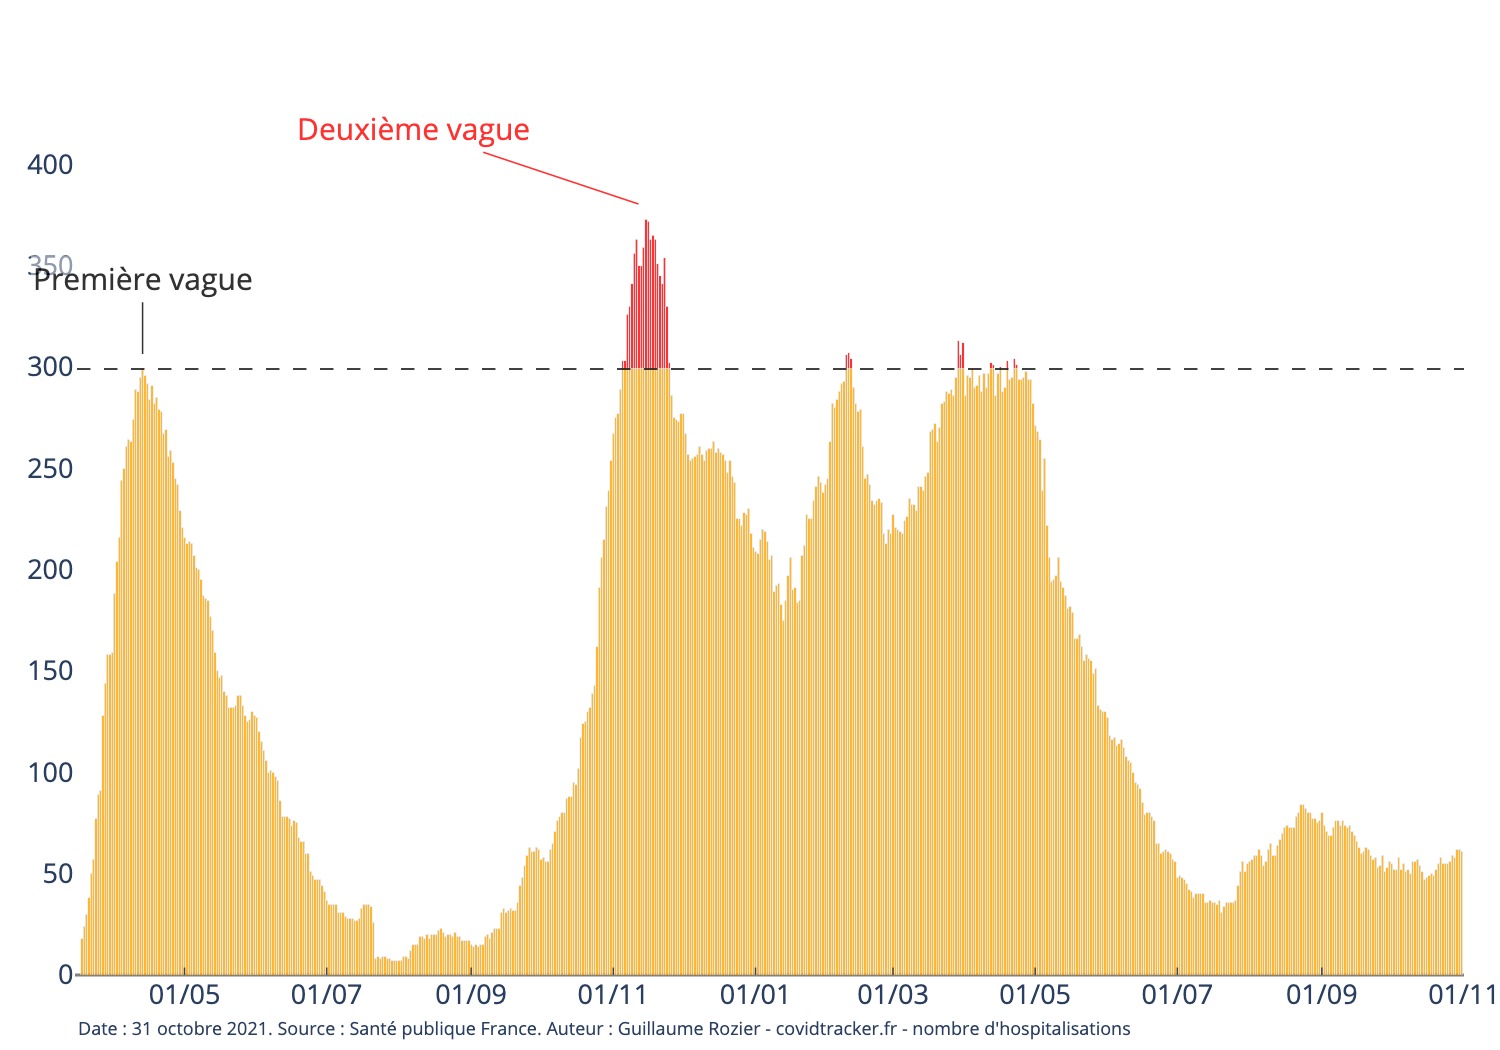 Deuxième vague
400
350
Première vague
300
250
200
150
100
50
0
01/05 01/07 01/09 01/11 01/01 01/03 01/05 01/07 01/09 01/11
Date : 31 octobre 2021. Source : Santé publique France. Auteur : Guillaume Rozier - covidtracker.fr - nombre d'hospitalisations